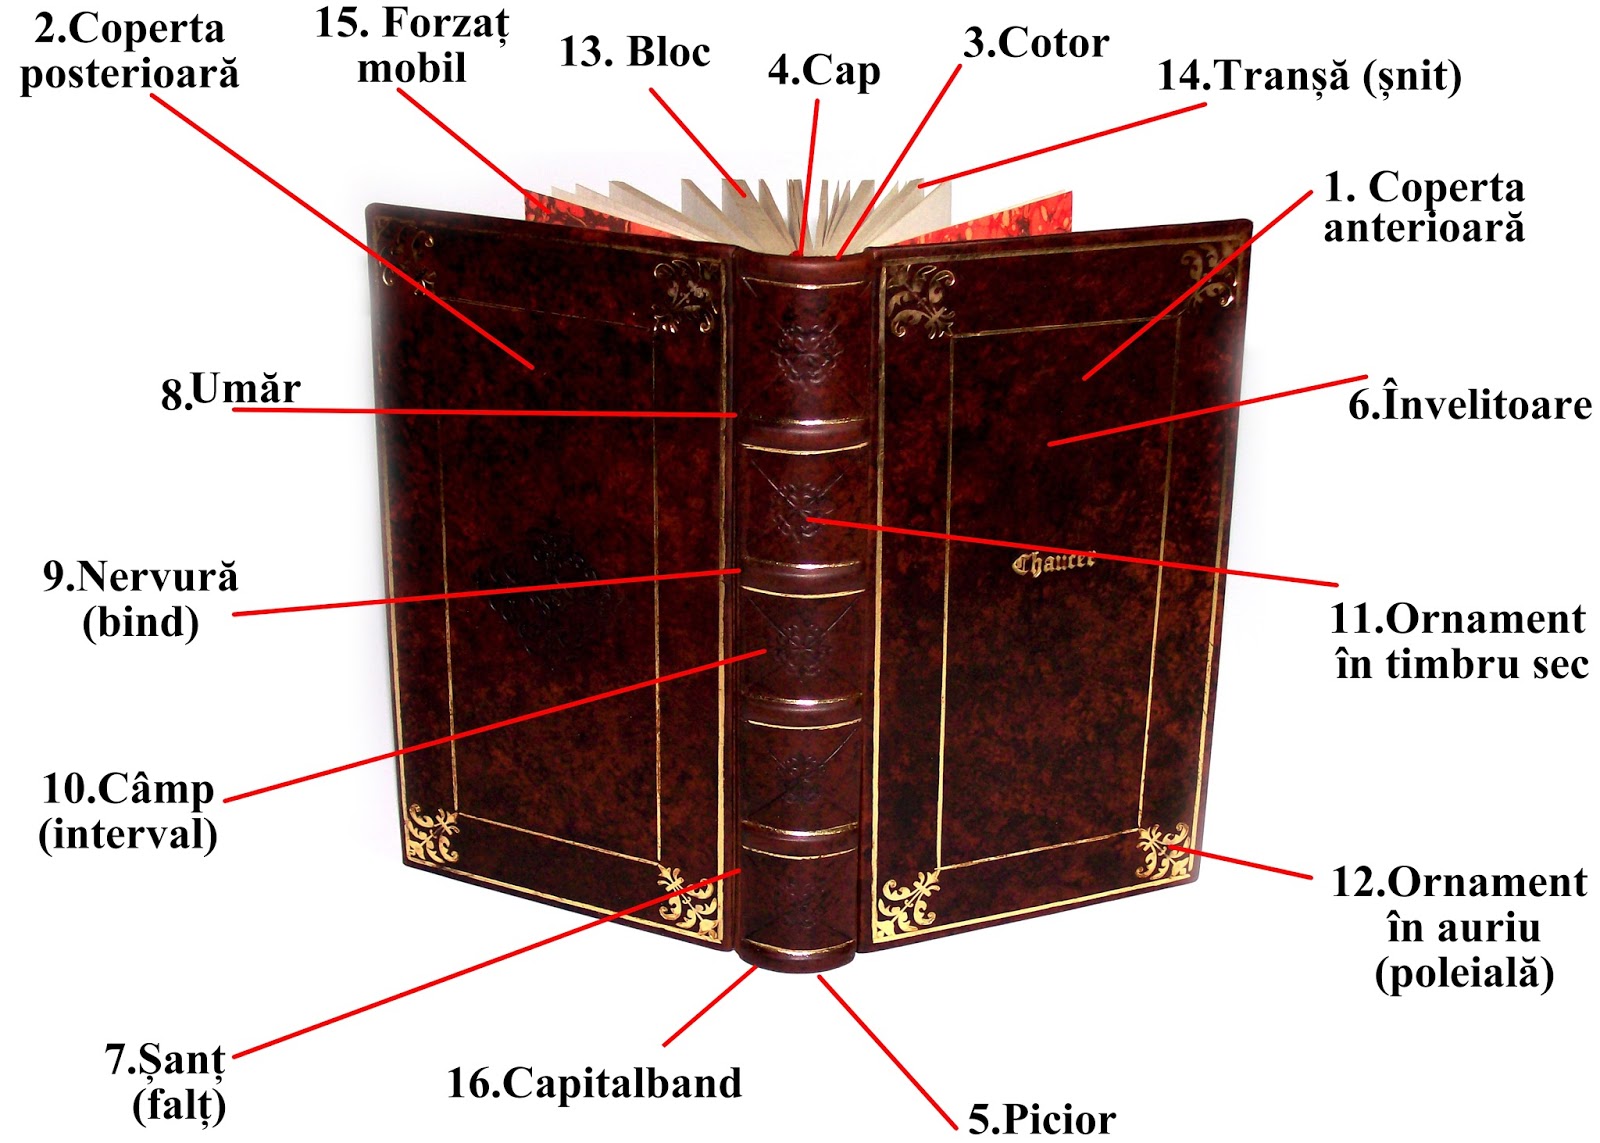 2.Coperta
posterioară
15. Forzaț
mobil
13. Bloc
4.Cap
3.Cotor
14.Tranșă (șnit)
1. Coperta
anterioară
8.Umăr
6.Învelitoare
9.Nervură
(bind)
Chaucer
11.Ornament
în timbru sec
10.Câmp
(interval)
12.Ornament
în auriu
(poleială)
7.Șanț
(falț)
16.Capitalband
5.Picior